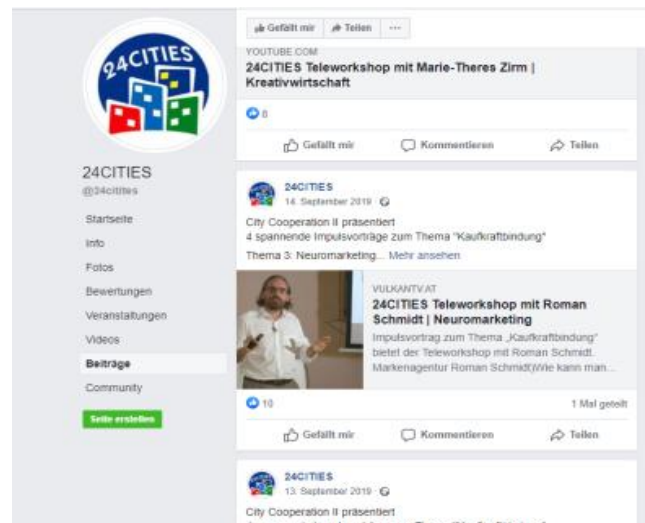 24CITIES
24CITIES
@24citites
Startseite
Info
Fotos
Bewertungen
Veranstaltungen
Videos
Beiträge
Community
Seite erstellen
Gefällt mir
Teilen
YOUTUBE.COM
24CITIES Teleworkshop mit Marie-Theres Zirm |
Kreativwirtschaft
8
Gefällt mir
Kommentieren
Teilen
24CITIES
14. September 2019
City Cooperation II präsentiert
4 spannende Impulsvorträge zum Thema "Kaufkraftbindung"
Thema 3: Neuromarketing... Mehr ansehen
VULKANTV.AT
24CITIES Teleworkshop mit Roman
Schmidt | Neuromarketing
Impulsvortrag zum Thema „Kaufkraftbindung"
bietet der Teleworkshop mit Roman Schmidt.
Markenagentur Roman Schmidt)Wie kann man...
10
1 Mal geteilt
Gefällt mir
Kommentieren
Teilen
24CITIES
13. September 2019
City Cooperation II präsentiert